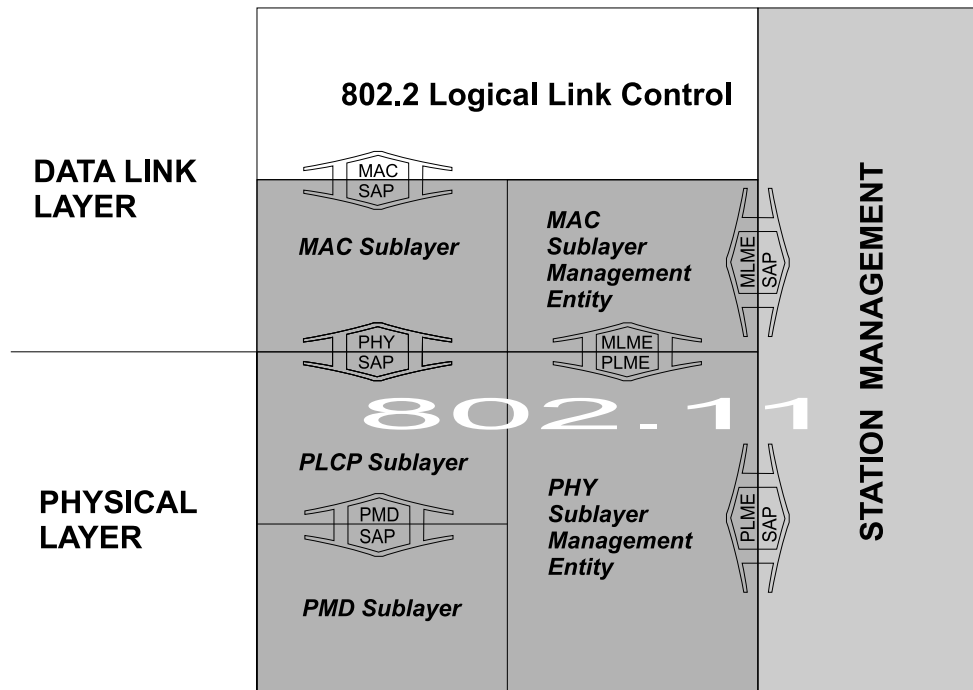 802.2 Logical Link Control
DATA LINK
LAYER
MAC
SAP
MAC Sublayer
MAC
Sublayer
Management
Entity
MLME
SAP
STATION MANAGEMENT
PHY
SAP
MLME
PLME
802.11
PLCP Sublayer
PHYSICAL
LAYER
PMD
SAP
PHY
Sublayer
Management
Entity
PLME
SAP
PMD Sublayer